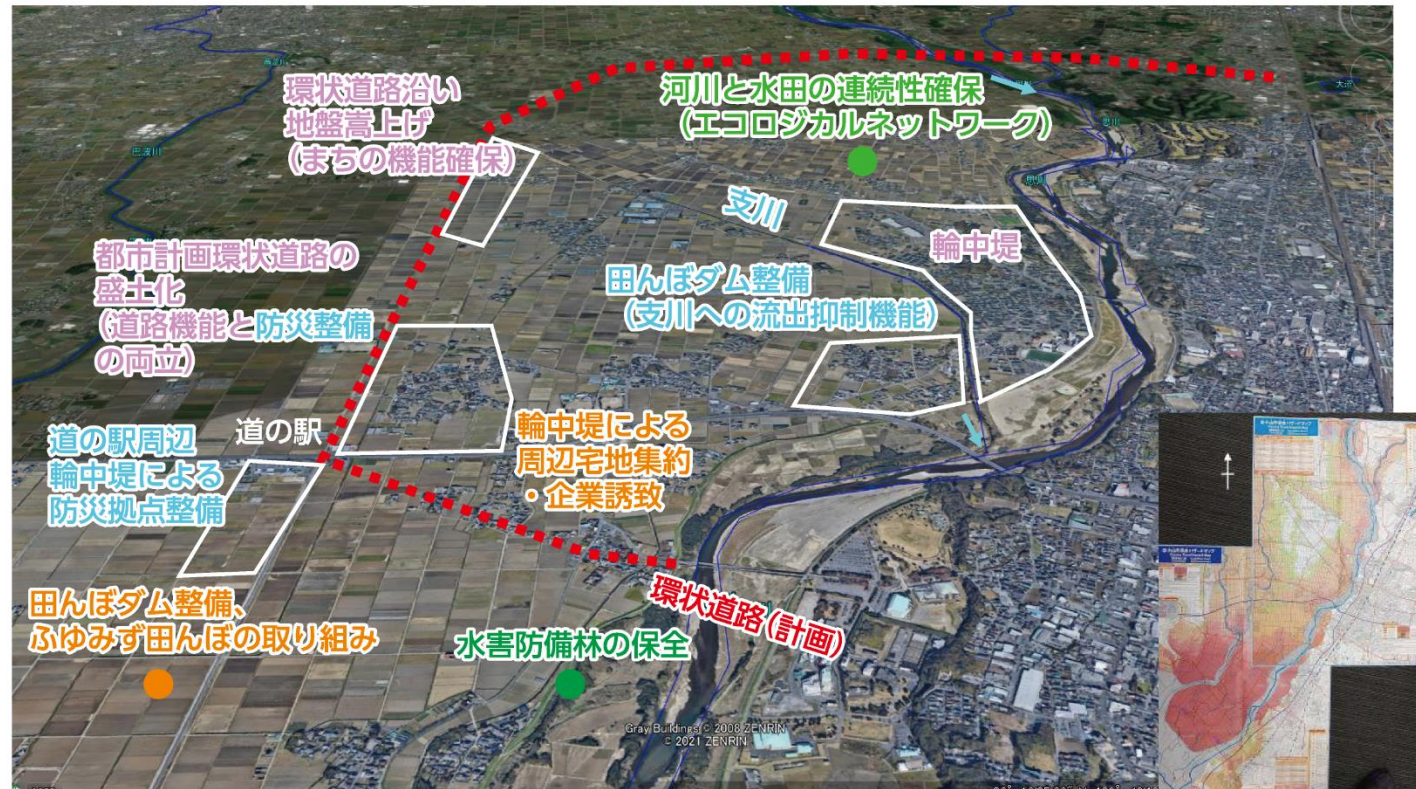 環状道路沿い
地盤嵩上げ
(まちの機能確保)
河川と水田の連続性確保
(エコロジカルネットワーク)
大沼
巴波川
思川
支川
輪中堤
都市計画環状道路の
盛土化
(道路機能と防災整備
の両立)
田んぼダム整備
(支川への流出抑制機能)
道の駅
道の駅周辺
輪中堤による
防災拠点整備
輪中堤による
周辺宅地集約
・企業誘致
環状道路(計画)
田んぼダム整備、
ふゆみず田んぼの取り組み
水害防備林の保全
Gray Buildings © 2008 ZENRIN
© 2021 ZENRIN